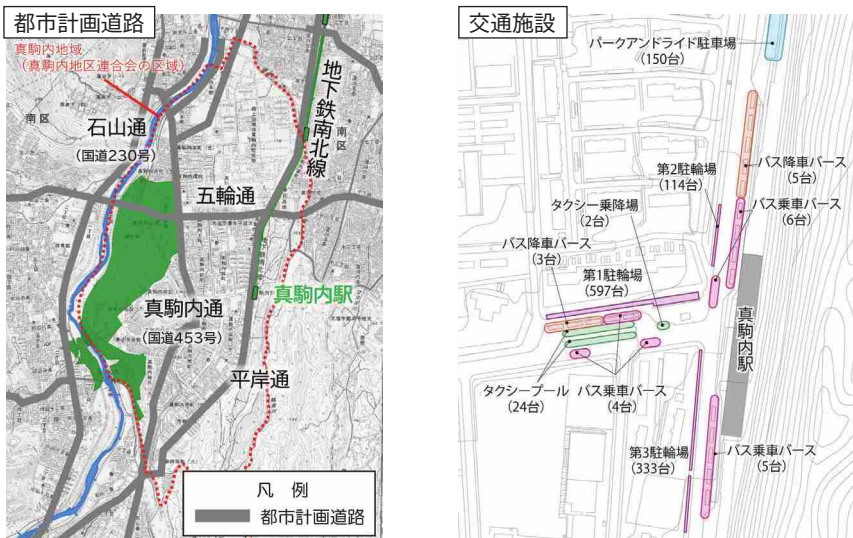 都市計画道路
真駒内地域
（真駒内地区連合会の区域）
南区
石山通
（国道230号）
地下鉄南北線
南区
五輪通
真駒内駅
真駒内通
（国道453号）
平岸通
凡 例
都市計画道路
交通施設
パークアンドライド駐車場
（150台）
バス降車バース
（5台）
第2駐輪場
（114台）
バス乗車バース
（6台）
タクシー乗降場
（2台）
バス降車バース
（3台）
第1駐輪場
（597台）
真駒内駅
タクシープール
（24台）
バス乗車バース
（4台）
第3駐輪場
（333台）
バス乗車バース
（5台）